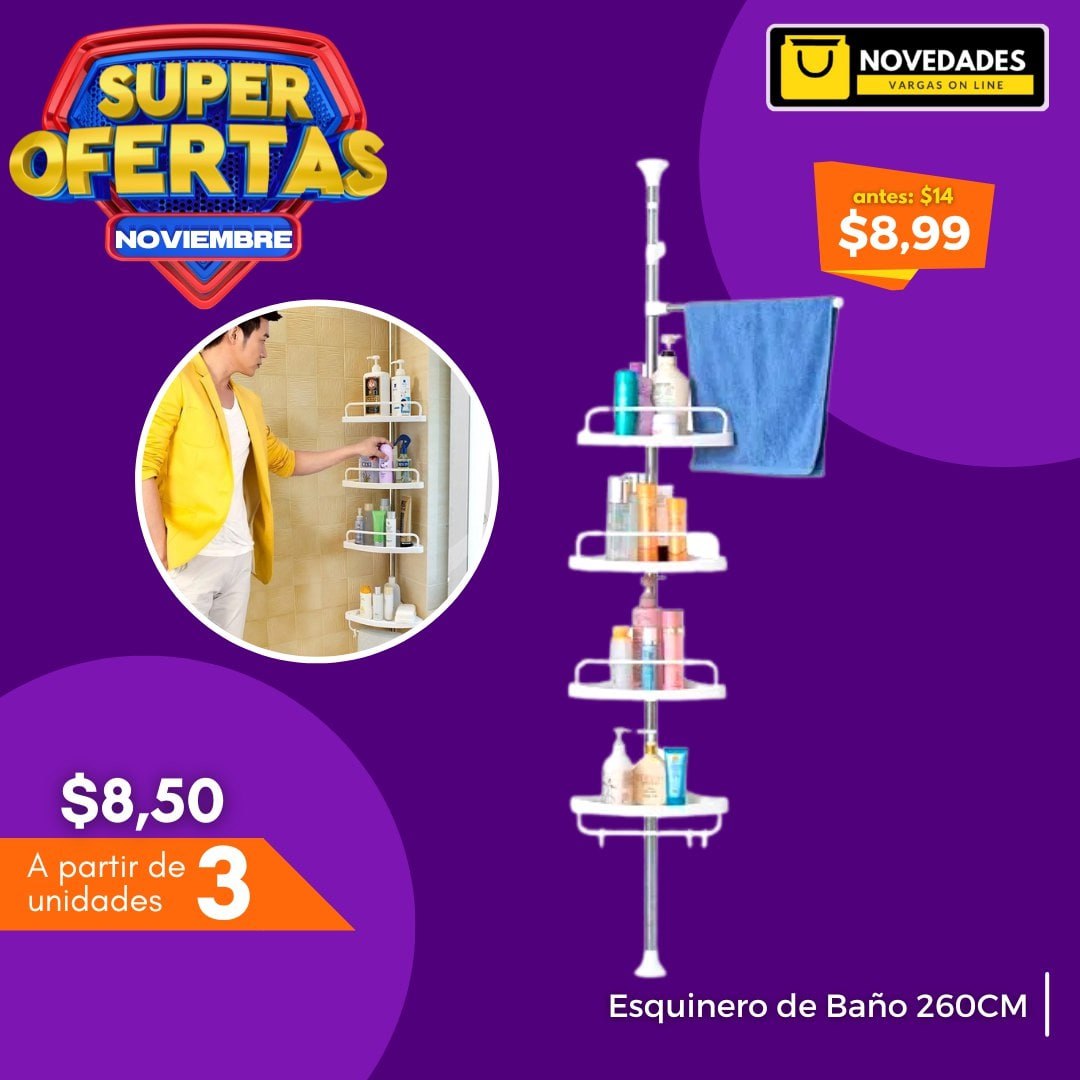 SUPER
OFERTAS
NOVIEMBRE
NOVEDADES
VARGAS ON LINE
antes: $14
$8,99
$8,50
A partir de 3
unidades
Esquinero de Baño 260CM